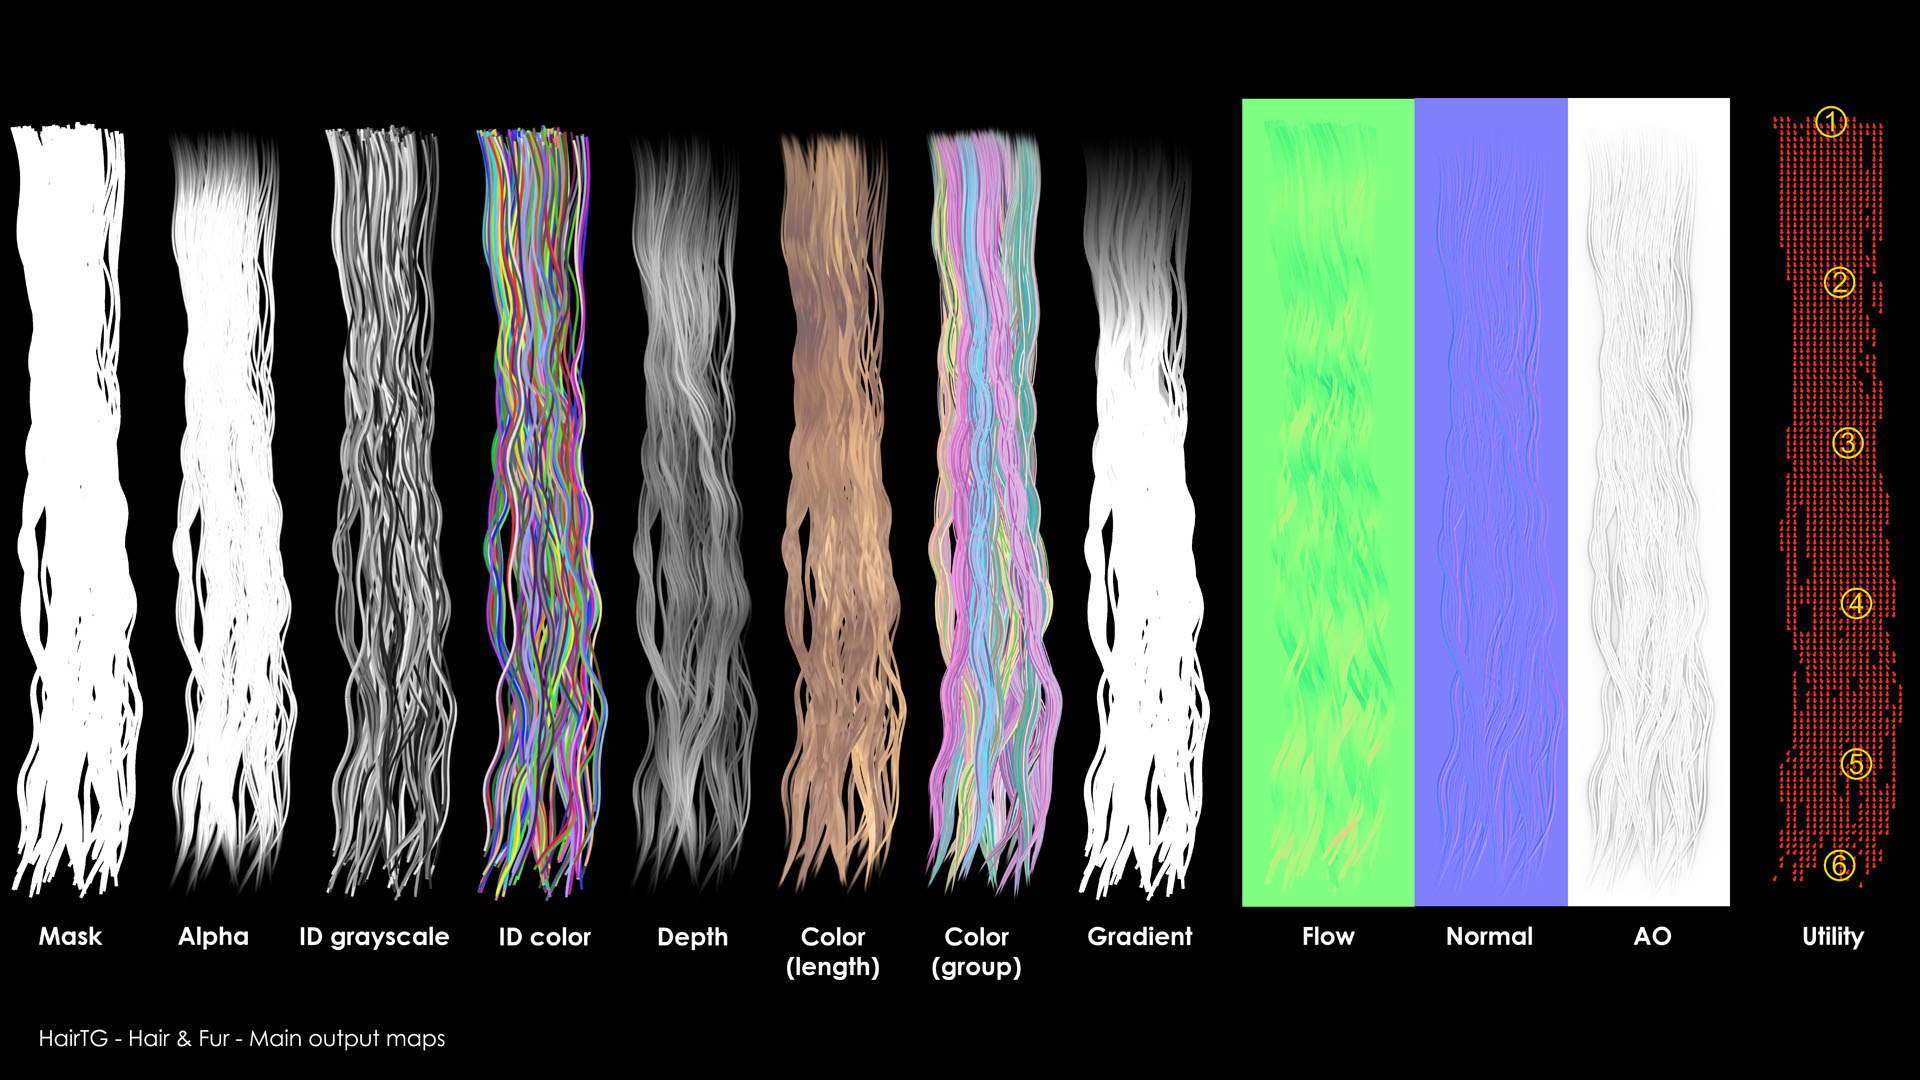 ①
②
③
④
⑤
⑥
Mask
Alpha
ID grayscale
ID color
Depth
Color
(length)
Color
(group)
Gradient
Flow
Normal
AO
Utility
HairTG - Hair & Fur - Main output maps